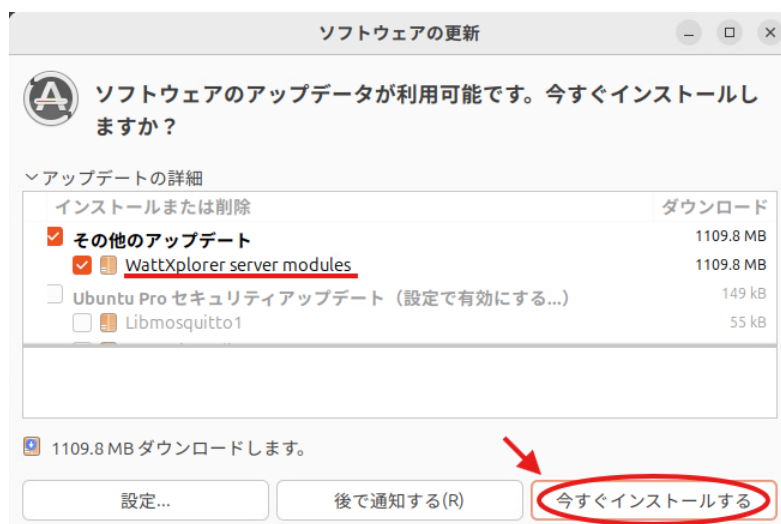 ソフトウェアの更新
ソフトウェアのアップデータが利用可能です。今すぐインストールし
ますか？
アップデートの詳細
インストールまたは削除 ダウンロード
その他のアップデート 1109.8 MB
WattXplorer server modules 1109.8 MB
Ubuntu Pro セキュリティアップデート（設定で有効にする...） 149 kB
Libmosquitto1 55 kB
1109.8 MB ダウンロードします。
設定... 後で通知する(R) 今すぐインストールする